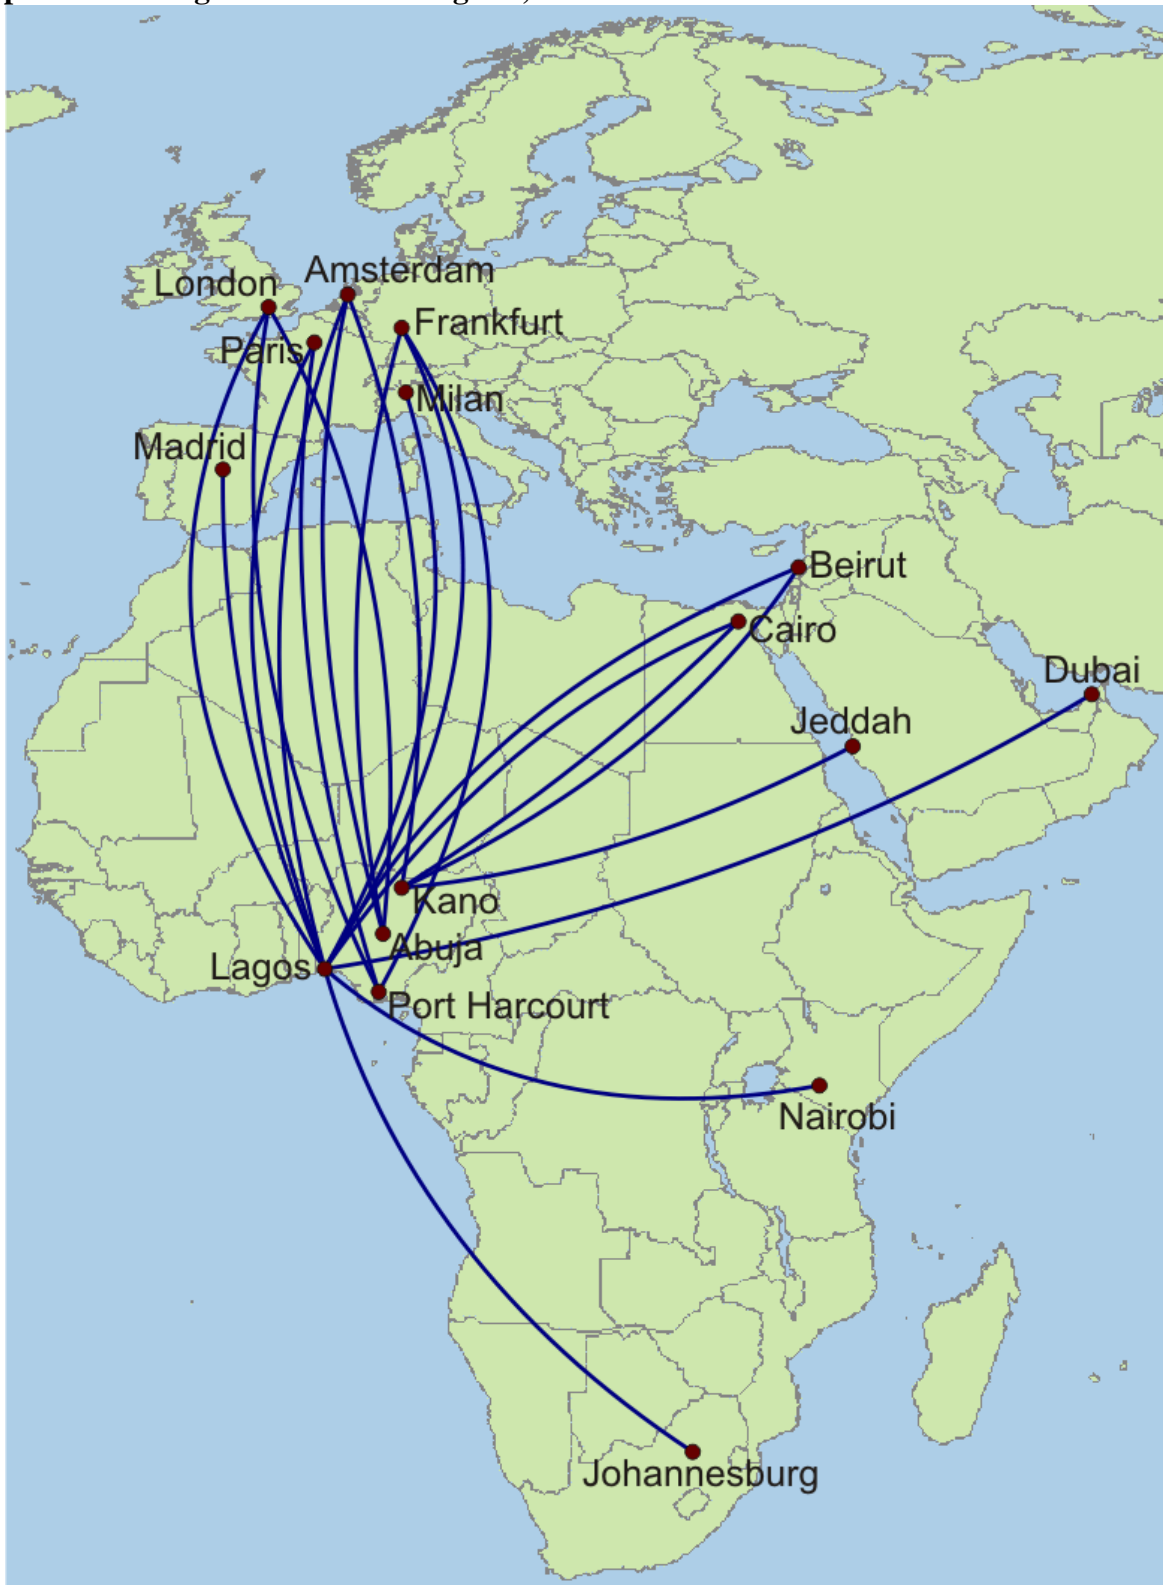 London
Amsterdam
Frankfurt
Paris
Milan
Madrid
Beirut
Cairo
Dubai
Jeddah
Kano
Abuja
Lagos
Port Harcourt
Nairobi
Johannesburg